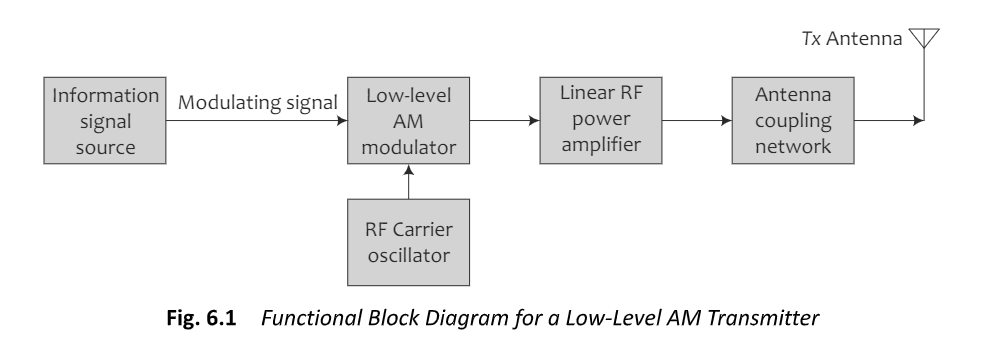 Tx Antenna
Information
signal
source
Modulating signal
Low-level
AM
modulator
Linear RF
power
amplifier
Antenna
coupling
network
RF Carrier
oscillator
Fig. 6.1 Functional Block Diagram for a Low-Level AM Transmitter